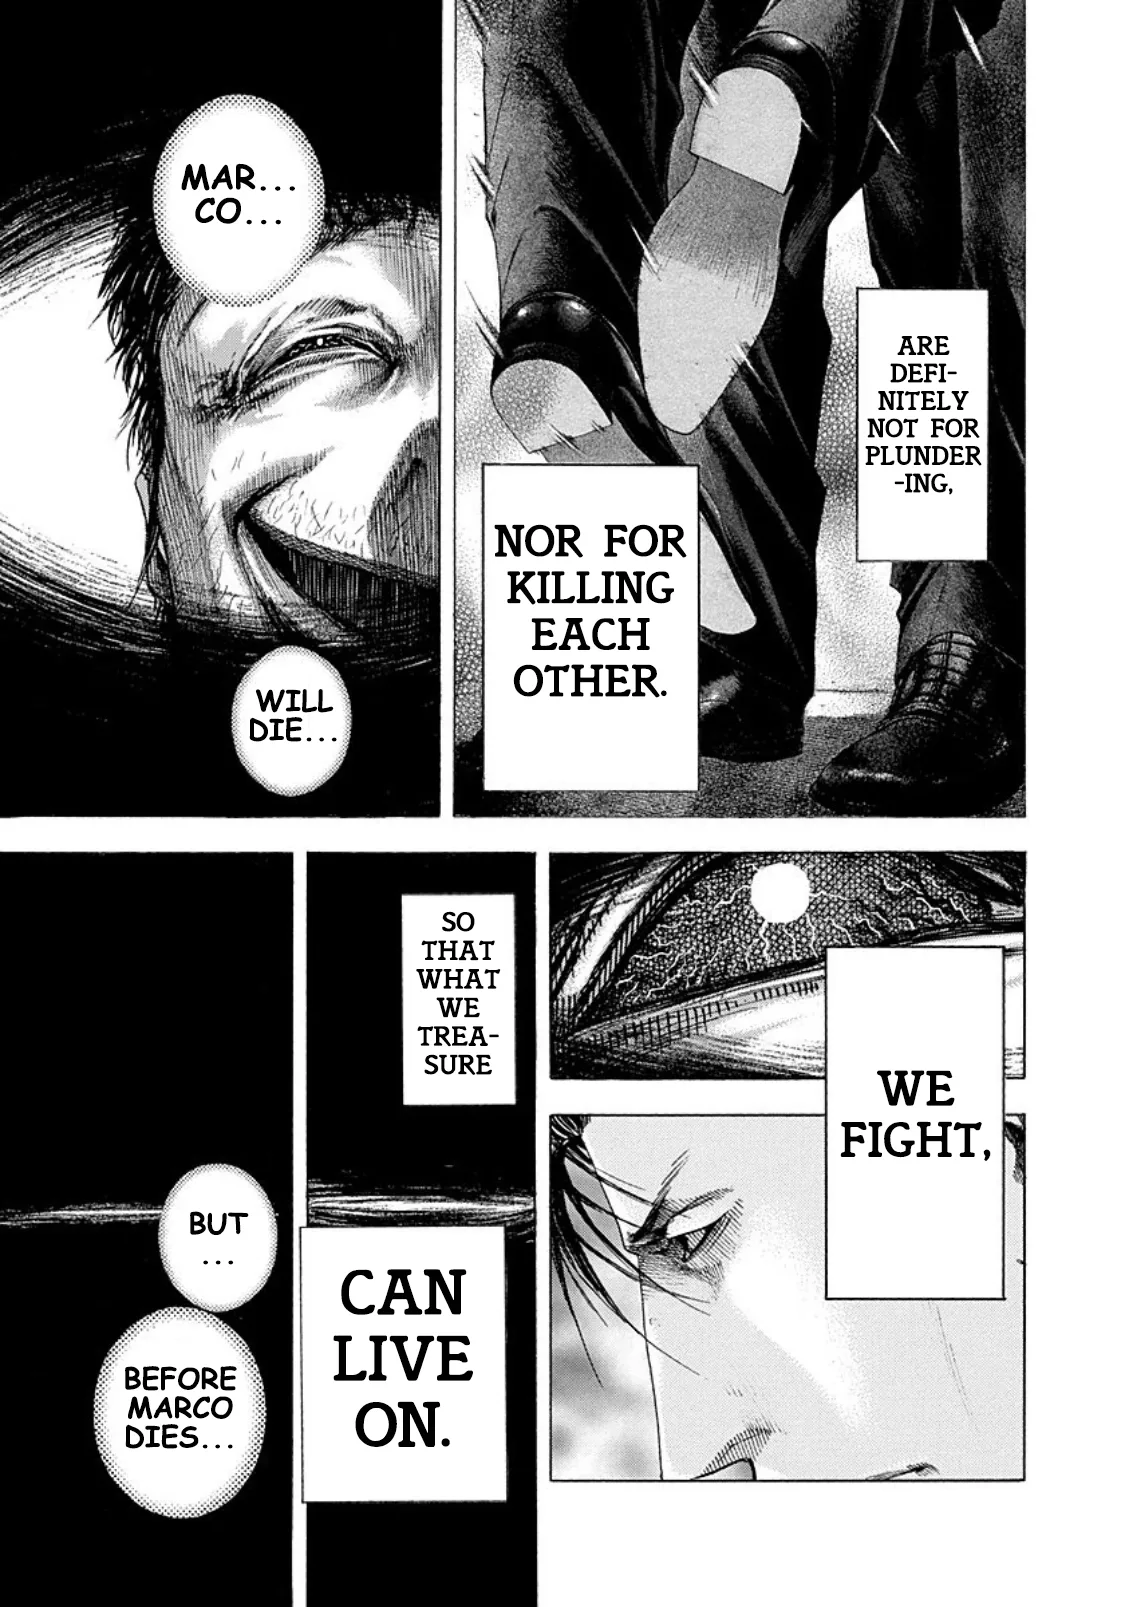 ARE
DEFI-
NITELY
NOT FOR
PLUNDER
-ING,
NOR FOR
KILLING
EACH
OTHER.
MAR...
CO...
WILL
DIE...
WE
FIGHT,
SO
THAT
WHAT
WE
TREA-
SURE
CAN
LIVE
ON.
BUT
...
BEFORE
MARCO
DIES...